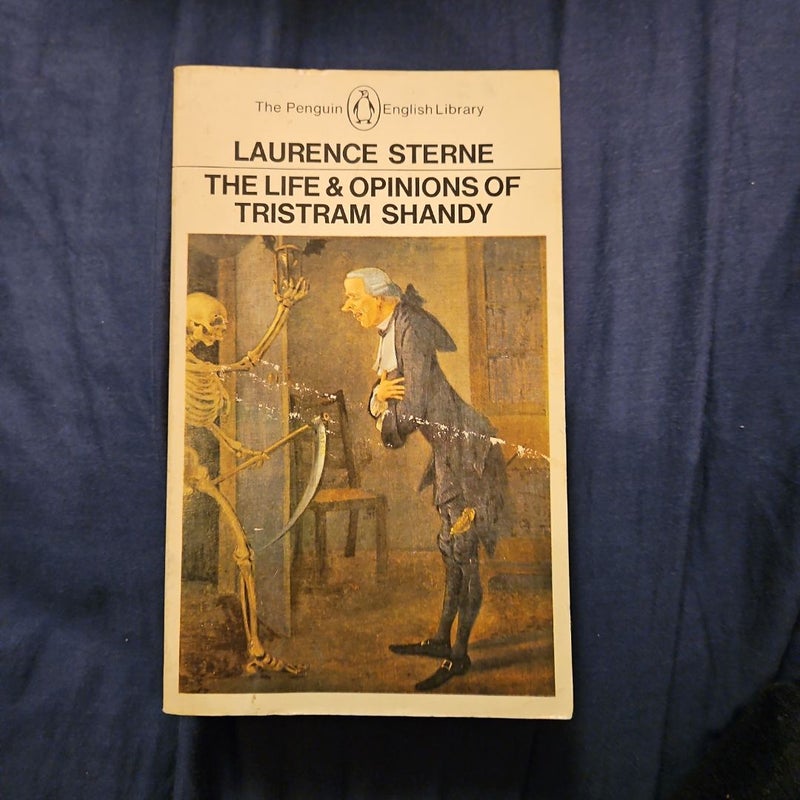 The Penguin English Library
LAURENCE STERNE
THE LIFE & OPINIONS OF
TRISTRAM SHANDY